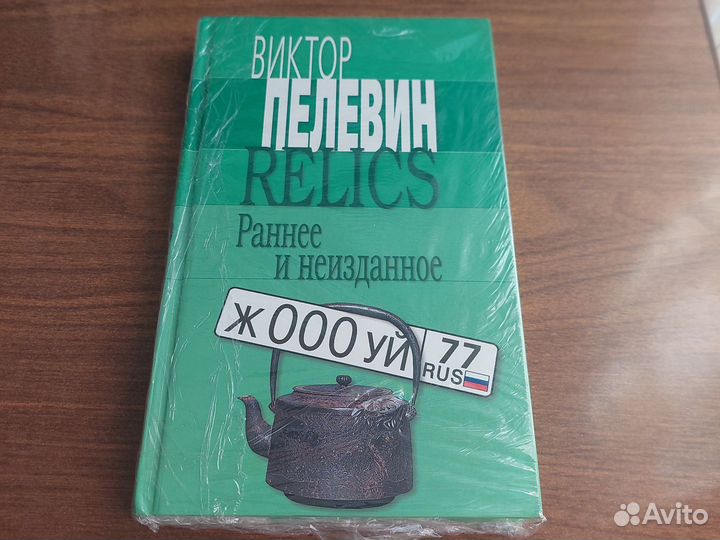 ВИКТОР
ПЕЛЕВИН
RELICS
Раннее
и неизданное
Ж 000 УЙ 77
RUS
Avito